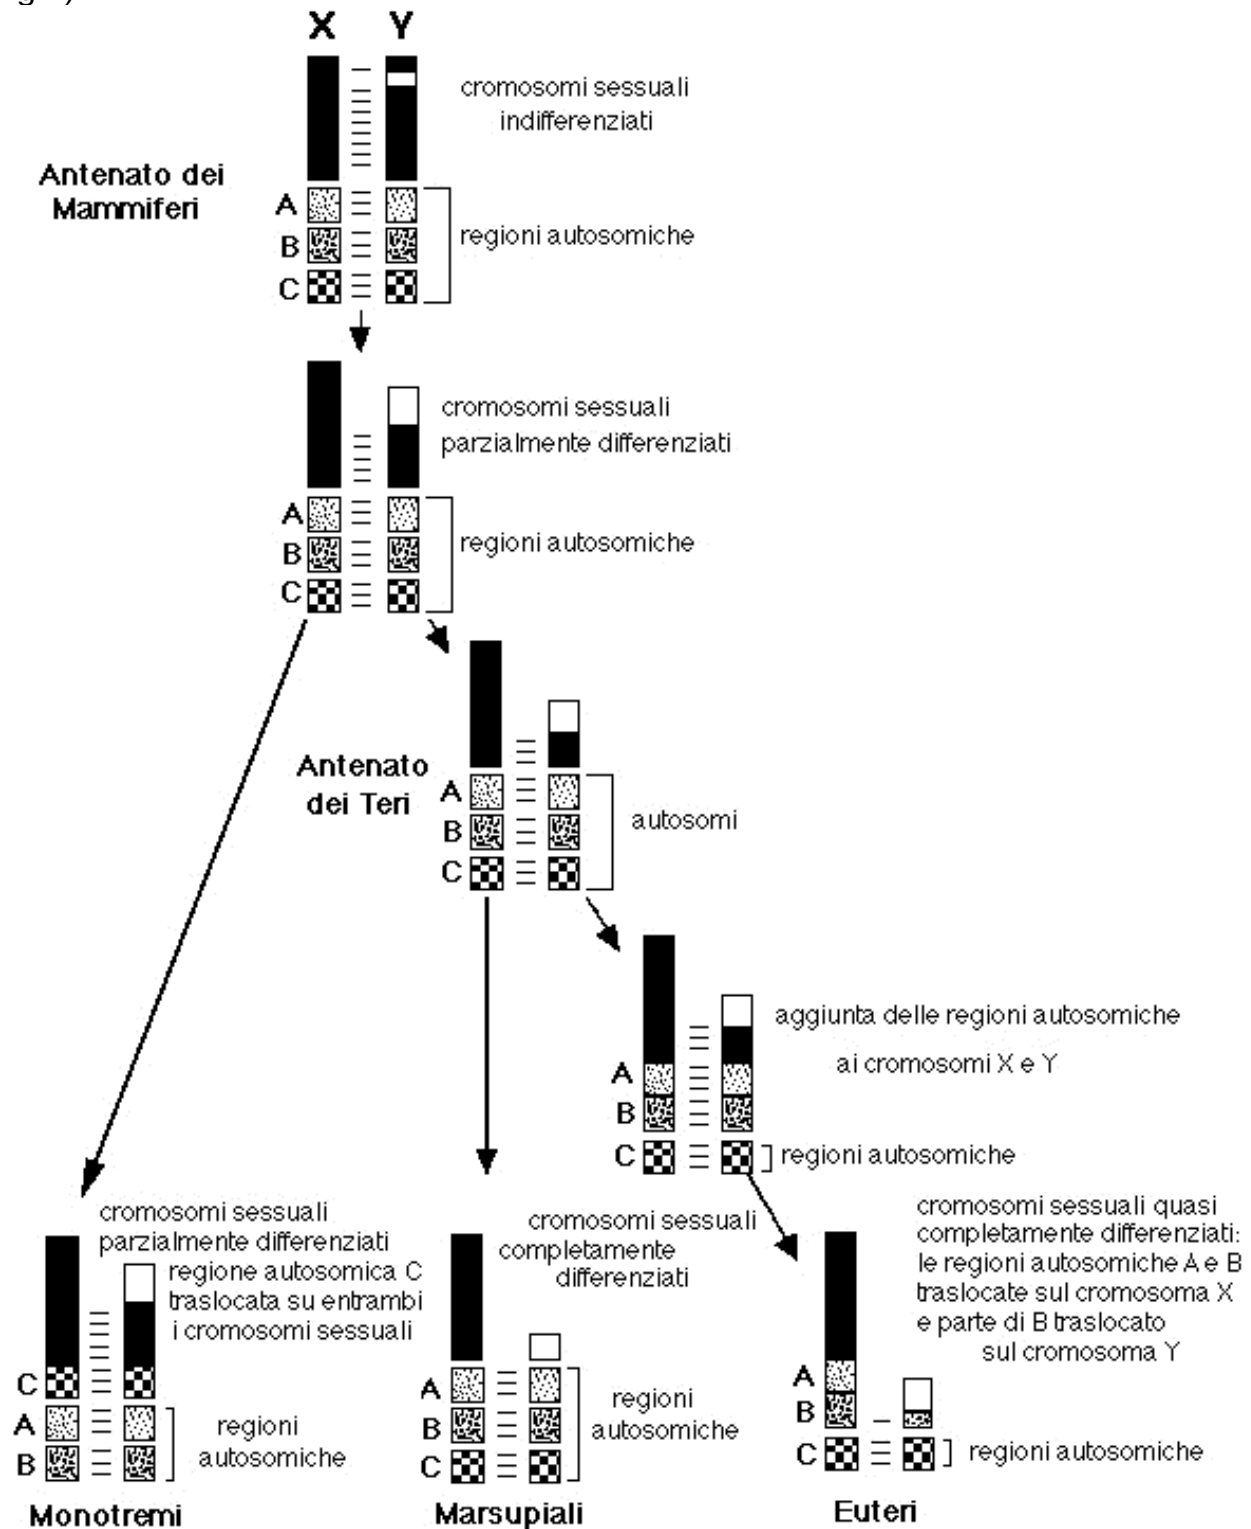 X Y
cromosomi sessuali
indifferenziati
Antenato dei
Mammiferi
A
B
C
regioni autosomiche
cromosomi sessuali
parzialmente differenziati
A
B
C
regioni autosomiche
Antenato
dei Teri
A
B
C
autosomi
aggiunta delle regioni autosomiche
ai cromosomi X e Y
A
B
C
regioni autosomiche
cromosomi sessuali
parzialmente differenziati
regione autosomica C
traslocata su entrambi
i cromosomi sessuali
C
A
B
regioni
autosomiche
Monotremi
cromosomi sessuali
completamente
differenziati
A
B
C
regioni
autosomiche
Marsupiali
cromosomi sessuali quasi
completamente differenziati:
le regioni autosomiche A e B
traslocate sul cromosoma X
e parte di B traslocato
sul cromosoma Y
A
B
C
regioni autosomiche
Euteri